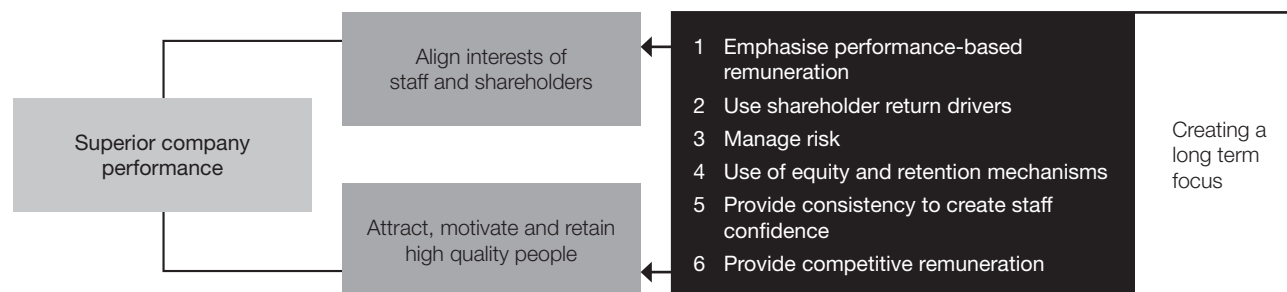 Superior company
performance
Align interests of
staff and shareholders
Attract, motivate and retain
high quality people
1 Emphasise performance-based
remuneration
2 Use shareholder return drivers
3 Manage risk
4 Use of equity and retention mechanisms
5 Provide consistency to create staff
confidence
6 Provide competitive remuneration
Creating a
long term
focus